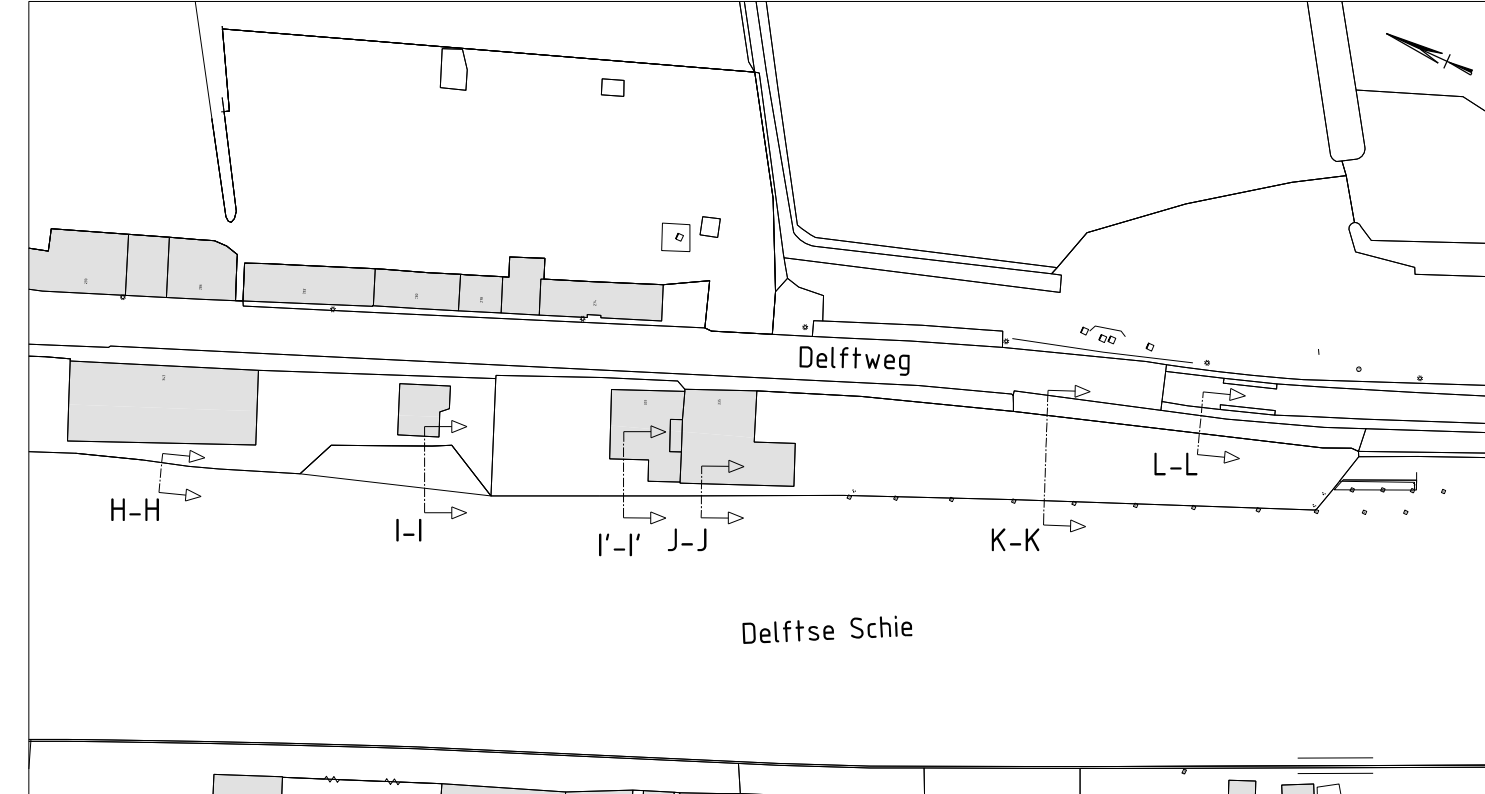 Delftweg
L-L
H-H
I-I
I'-I'
J-J
K-K
Delftse Schie